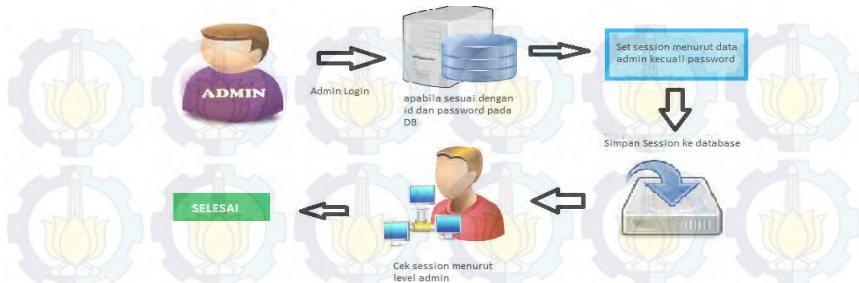 ADMIN
Admin Login
apabila sesuai dengan
id dan password pada
DB
Set session menurut data
admin kecuali password
Simpan Session ke database
Cek session menurut
level admin
SELESAI